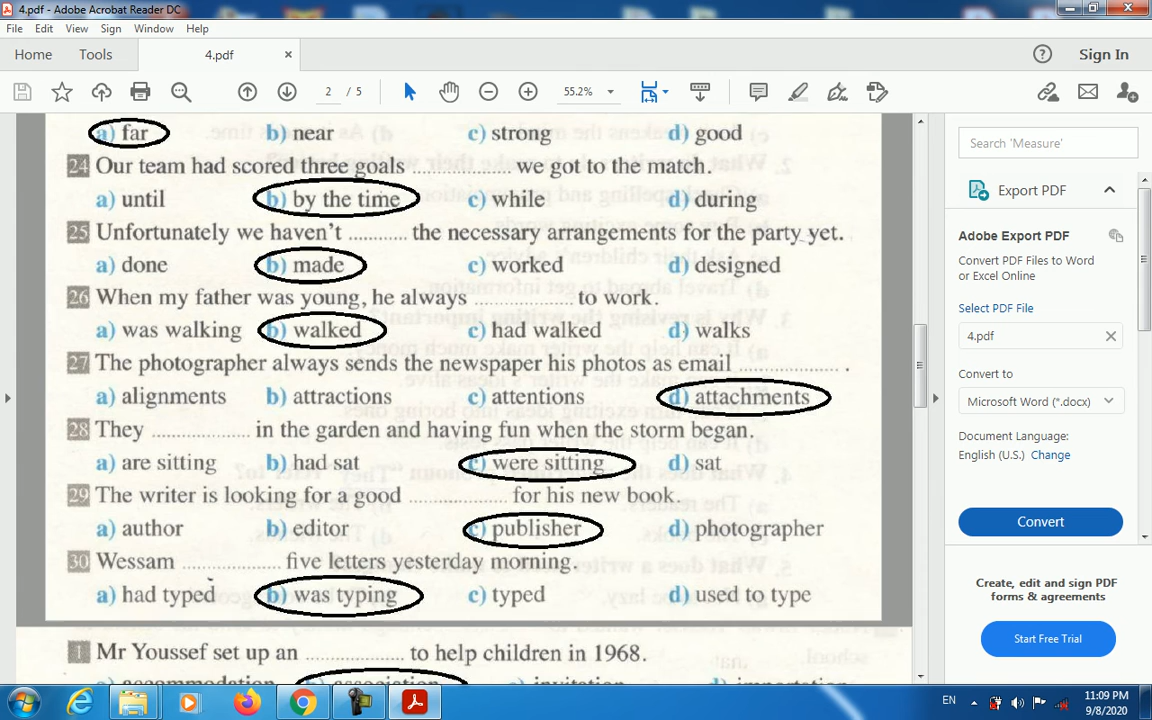 4.pdf - Adobe Acrobat Reader DC
File Edit View Sign Window Help
Home Tools 4.pdf × Sign In
2 / 5 55.2%
a) far b) near c) strong d) good
24 Our team had scored three goals .............. we got to the match.
a) until b) by the time c) while d) during
25 Unfortunately we haven't ............ the necessary arrangements for the party yet.
a) done b) made c) worked d) designed
26 When my father was young, he always .................... to work.
a) was walking b) walked c) had walked d) walks
27 The photographer always sends the newspaper his photos as email .................... .
a) alignments b) attractions c) attentions d) attachments
28 They .................... in the garden and having fun when the storm began.
a) are sitting b) had sat c) were sitting d) sat
29 The writer is looking for a good .................... for his new book.
a) author b) editor c) publisher d) photographer
30 Wessam .................... five letters yesterday morning.
a) had typed b) was typing c) typed d) used to type
1 Mr Youssef set up an .................... to help children in 1968.
a) accommodation b) association c) invitation d) importation
Search 'Measure'
Export PDF
Adobe Export PDF
Convert PDF Files to Word
or Excel Online
Select PDF File
4.pdf ×
Convert to
Microsoft Word (*.docx)
Document Language:
English (U.S.) Change
Convert
Create, edit and sign PDF
forms & agreements
Start Free Trial
EN
11:09 PM
9/8/2020